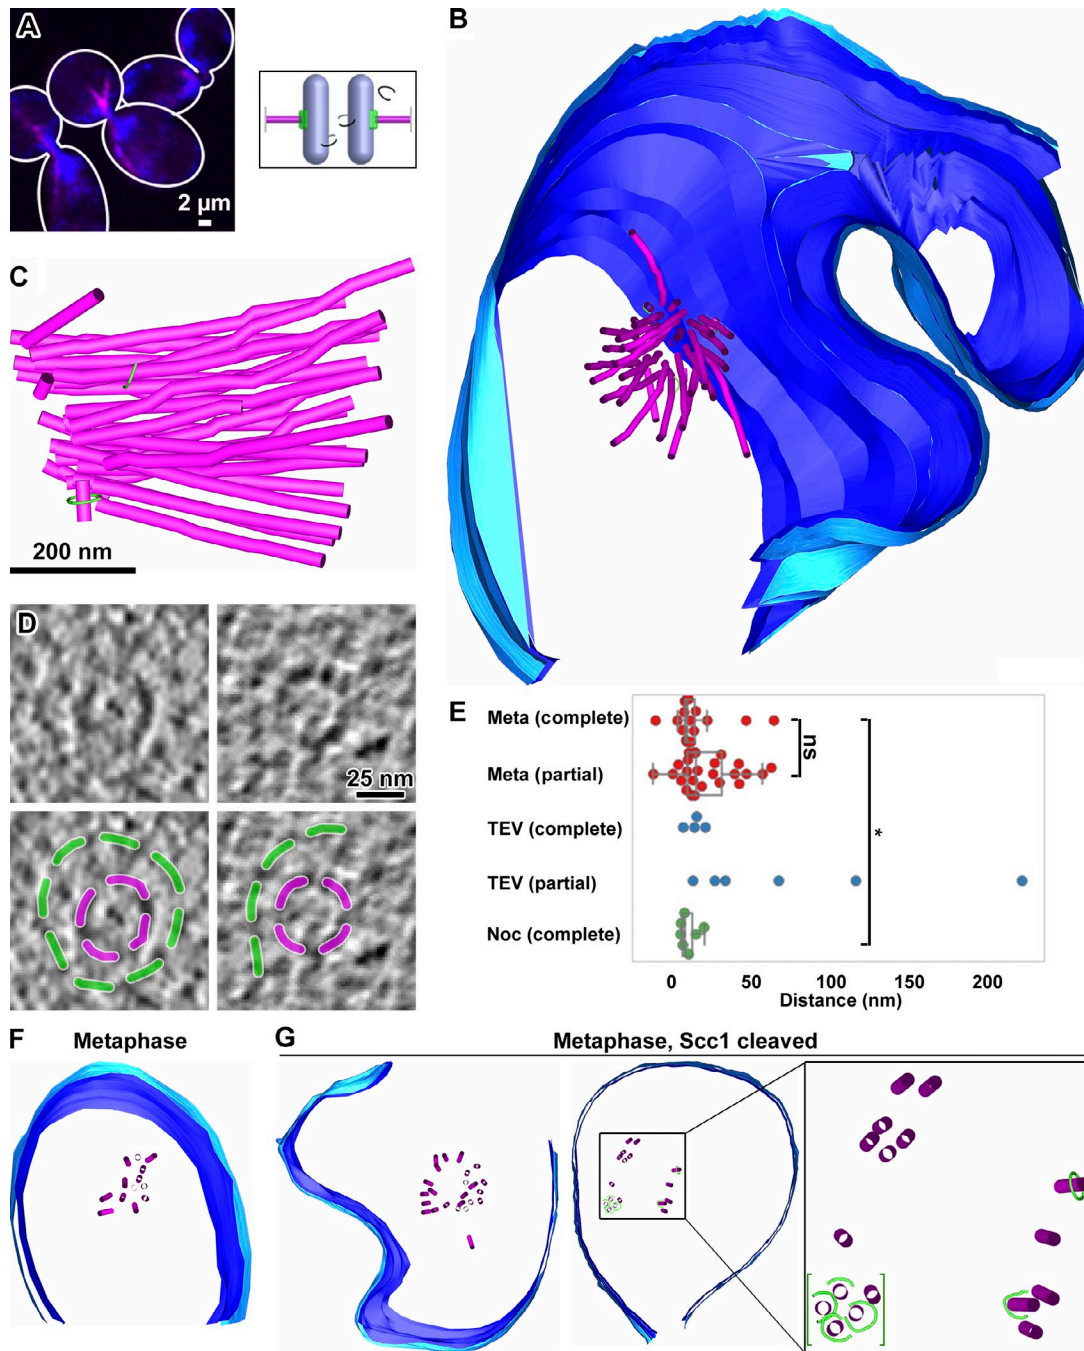 A
2 µm
B
C
200 nm
D
25 nm
E
Meta (complete)
Meta (partial)
TEV (complete)
TEV (partial)
Noc (complete)
ns
*
0 50 100 150 200
Distance (nm)
F Metaphase
G Metaphase, Scc1 cleaved